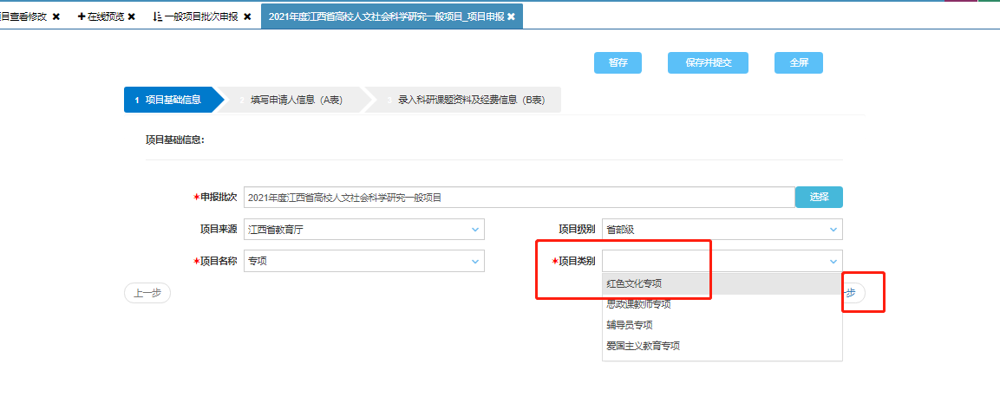 目查看修改 ✖ ✚在线预览 ✖ 一般项目批次申报 ✖ 2021年度江西省高校人文社会科学研究一般项目_项目申报 ✖
暂存 保存并提交 全屏
1 项目基础信息 2 填写申请人信息（A表） 3 录入科研课题资料及经费信息（B表）
项目基础信息：
*申报批次 2021年度江西省高校人文社会科学研究一般项目 选择
项目来源 江西省教育厅 项目级别 省部级
*项目名称 专项 *项目类别
红色文化专项
上一步 步
思政课教师专项
辅导员专项
爱国主义教育专项